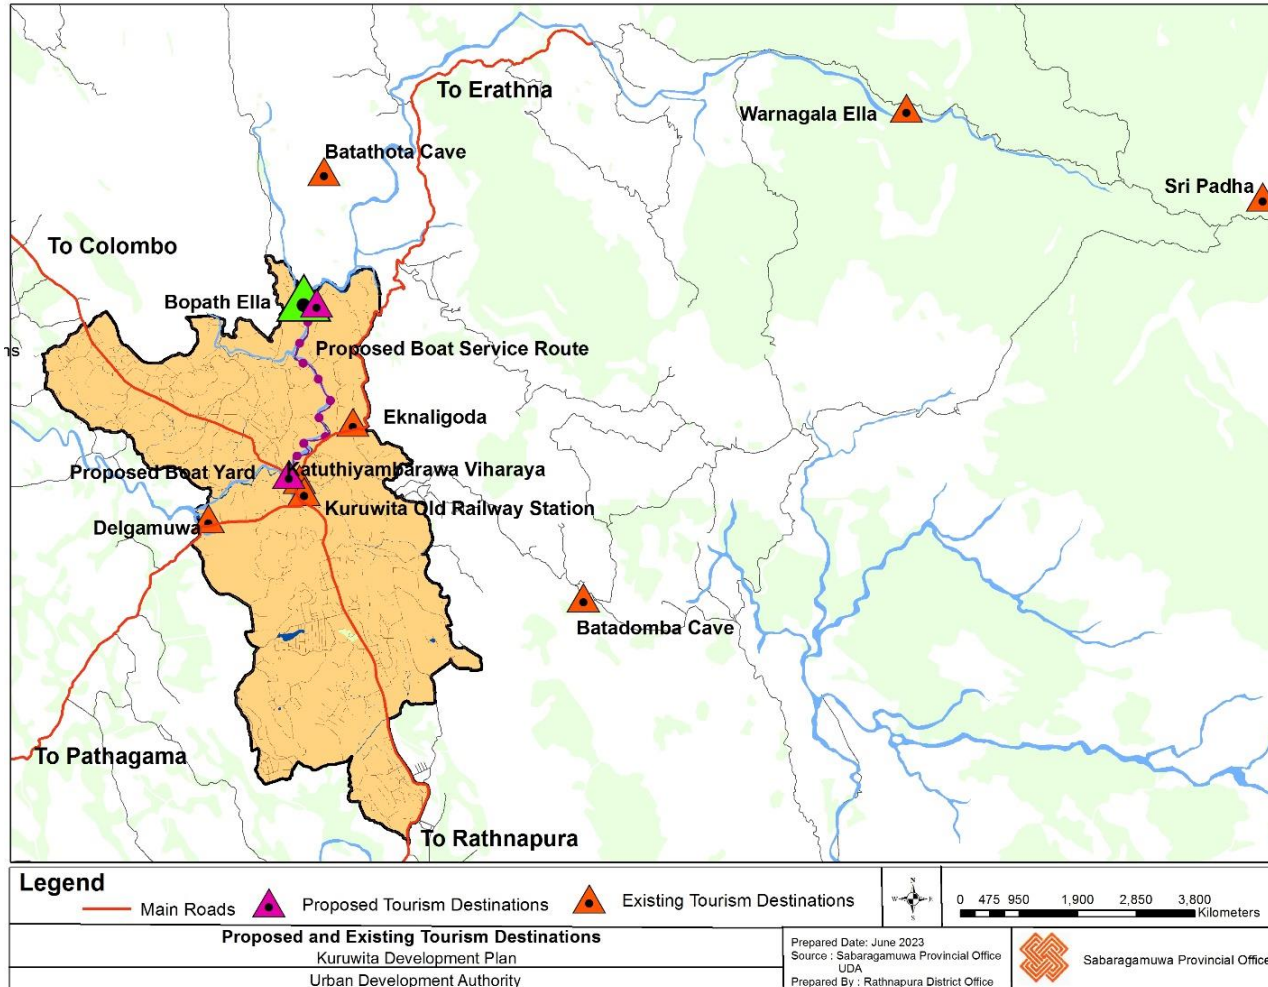 To Erathna
Warnagala Ella
Batathota Cave
Sri Padha
To Colombo
Bopath Ella
Proposed Boat Service Route
Eknaligoda
Proposed Boat Yard
Katuthiyambarawa Viharaya
Kuruwita Old Railway Station
Delgamuwa
Batadomba Cave
To Pathagama
To Rathnapura
Legend
Main Roads
Proposed Tourism Destinations
Existing Tourism Destinations
N
W E
S
0 475 950 1,900 2,850 3,800
Kilometers
Proposed and Existing Tourism Destinations
Kuruwita Development Plan
Urban Development Authority
Prepared Date: June 2023
Source : Sabaragamuwa Provincial Office
UDA
Prepared By : Rathnapura District Office
Sabaragamuwa Provincial Office